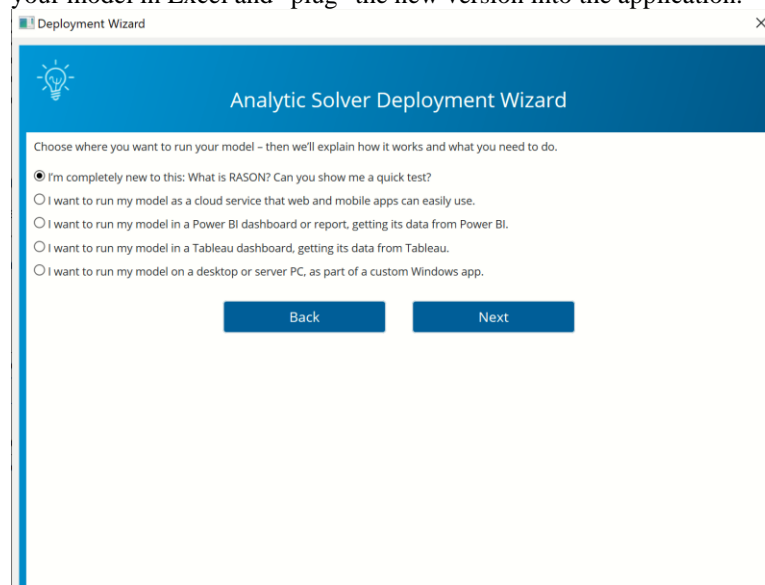 your model in Excel and "plug" the new version into the application.
Deployment Wizard
Analytic Solver Deployment Wizard
Choose where you want to run your model – then we'll explain how it works and what you need to do.
I'm completely new to this: What is RASON? Can you show me a quick test?
I want to run my model as a cloud service that web and mobile apps can easily use.
I want to run my model in a Power BI dashboard or report, getting its data from Power BI.
I want to run my model in a Tableau dashboard, getting its data from Tableau.
I want to run my model on a desktop or server PC, as part of a custom Windows app.
Back Next